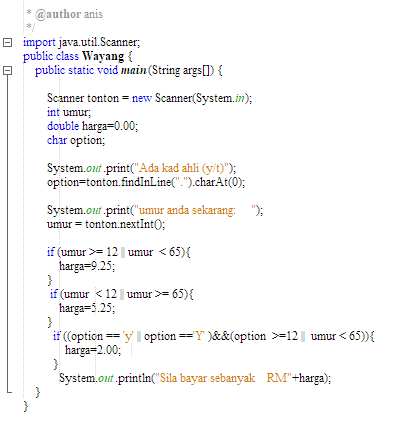 * @author anis
*/
import java.util.Scanner;
public class Wayang {
public static void main (String args[]) {
Scanner tonton = new Scanner(System.in);
int umur;
double harga=0.00;
char option;
System.out .print("Ada kad ahli (y/t)");
option=tonton.findInLine(".").charAt(0);
System.out .print("umur anda sekarang:    ");
umur = tonton.nextInt();
if (umur >= 12 || umur  < 65){
harga=9.25;
}
if (umur  < 12 || umur >= 65){
harga=5.25;
}
if ((option == 'y' || option =='Y' )&&(option  >=12 ||  umur < 65)){
harga=2.00;
}
System.out .println("Sila bayar sebanyak    RM"+harga);
}
}